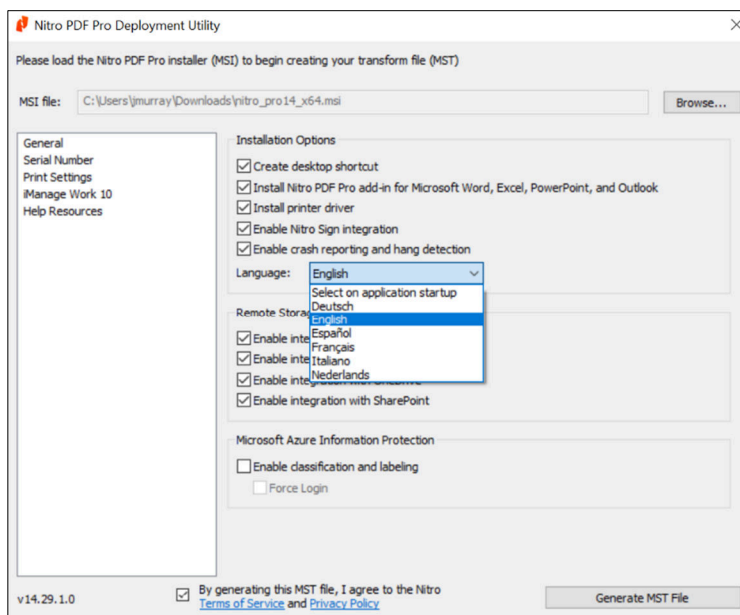 Nitro PDF Pro Deployment Utility
Please load the Nitro PDF Pro installer (MSI) to begin creating your transform file (MST)
MSI file: C:\Users\jmurray\Downloads\nitro_pro14_x64.msi Browse...
General
Serial Number
Print Settings
iManage Work 10
Help Resources
Installation Options
Create desktop shortcut
Install Nitro PDF Pro add-in for Microsoft Word, Excel, PowerPoint, and Outlook
Install printer driver
Enable Nitro Sign integration
Enable crash reporting and hang detection
Language: English
Select on application startup
Deutsch
English
Español
Français
Italiano
Nederlands
Remote
Enable
Enable
Enable
Enable integration with SharePoint
Microsoft Azure Information Protection
Enable classification and labeling
Force Login
v14.29.1.0
By generating this MST file, I agree to the Nitro
Terms of Service and Privacy Policy
Generate MST File